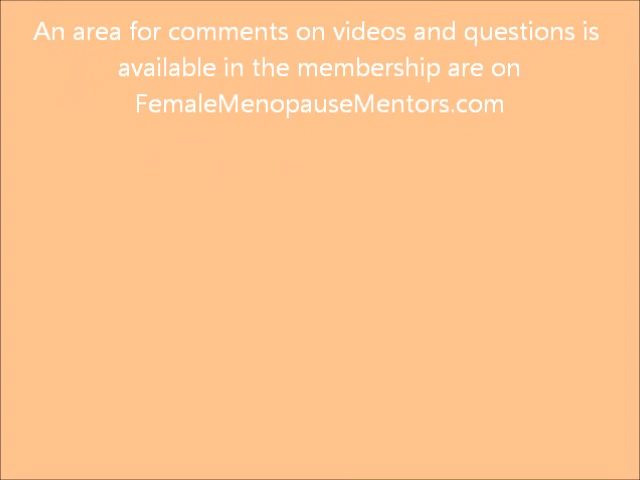 An area for comments on videos and questions is
available in the membership are on
FemaleMenopauseMentors.com